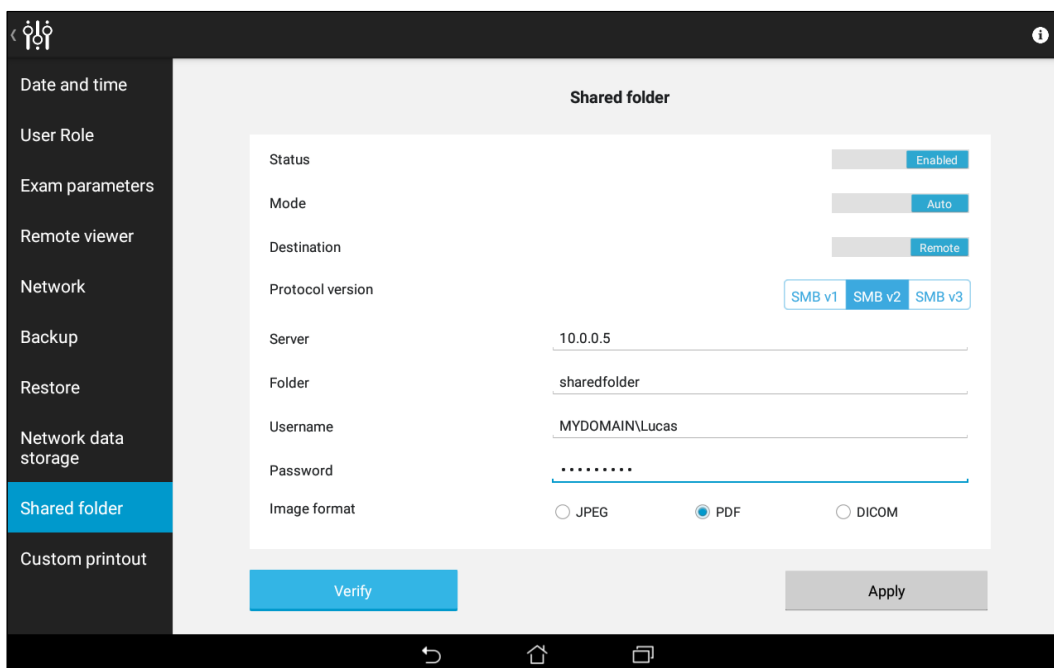 Date and time
User Role
Exam parameters
Remote viewer
Network
Backup
Restore
Network data
storage
Shared folder
Custom printout
Shared folder
Status Enabled
Mode Auto
Destination Remote
Protocol version SMB v1 SMB v2 SMB v3
Server 10.0.0.5
Folder sharedfolder
Username MYDOMAIN\Lucas
Password •••••••••
Image format JPEG PDF DICOM
Verify Apply